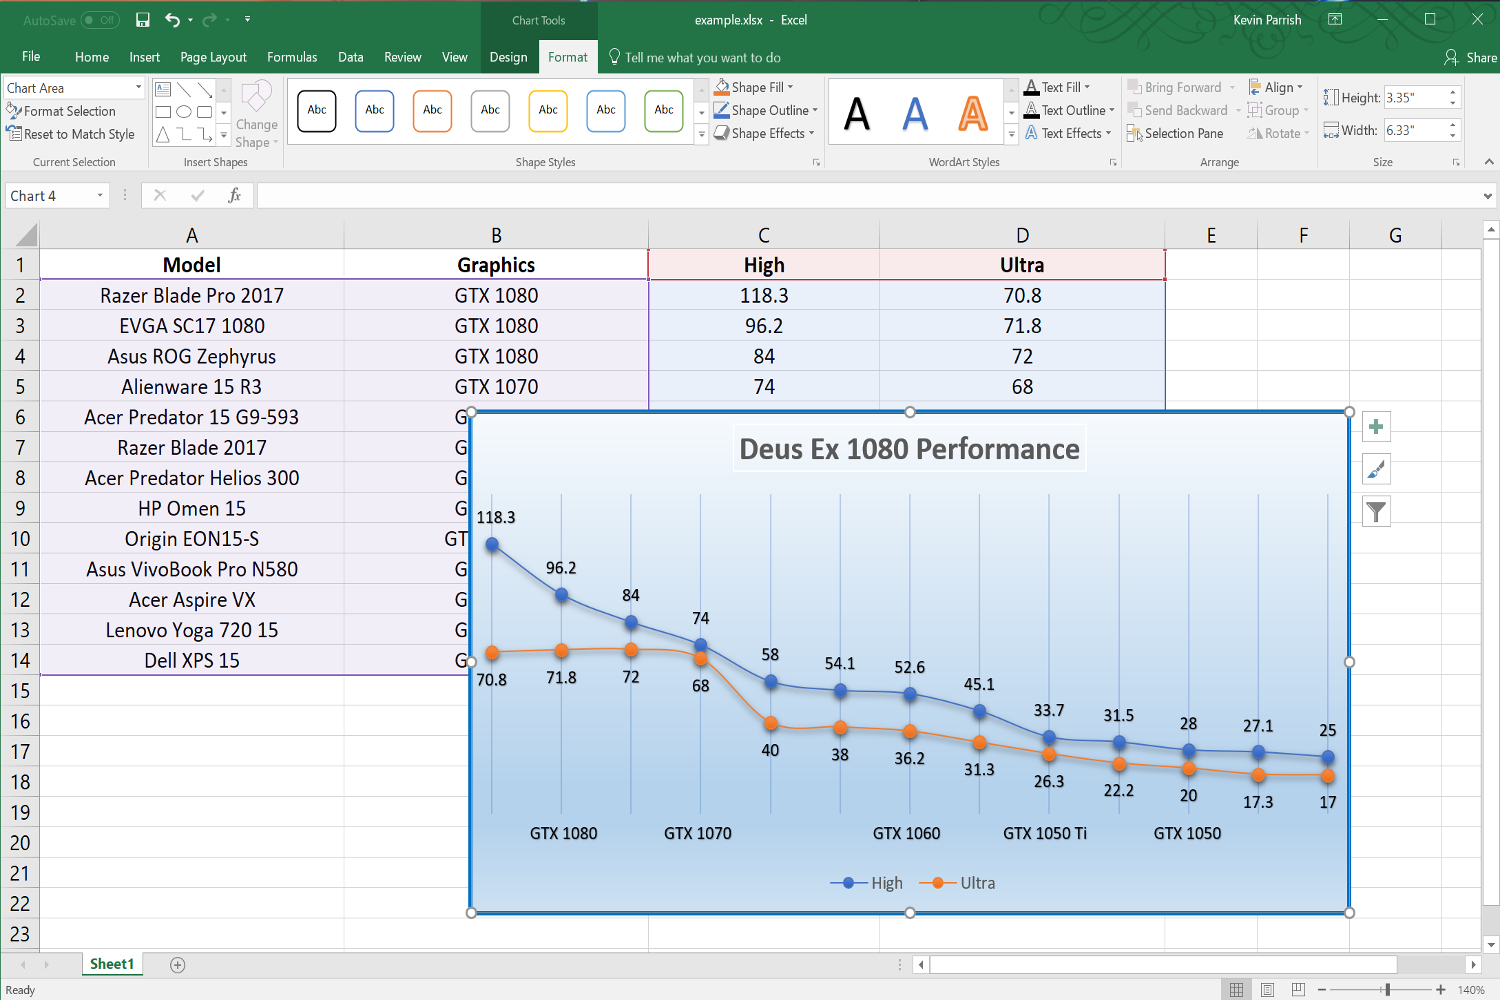 AutoSave Off
Chart Tools
example.xlsx - Excel
Kevin Parrish
File Home Insert Page Layout Formulas Data Review View Design Format Tell me what you want to do Share
Chart Area
Format Selection
Reset to Match Style
Current Selection
Change Shape
Insert Shapes
Abc Abc Abc Abc Abc Abc Abc
Shape Fill
Shape Outline
Shape Effects
Shape Styles
A A A
Text Fill
Text Outline
Text Effects
WordArt Styles
Bring Forward
Send Backward
Selection Pane
Align
Group
Rotate
Arrange
Height: 3.35"
Width: 6.33"
Size
Chart 4 fx
A B C D E F G
1 Model Graphics High Ultra
2 Razer Blade Pro 2017 GTX 1080 118.3 70.8
3 EVGA SC17 1080 GTX 1080 96.2 71.8
4 Asus ROG Zephyrus GTX 1080 84 72
5 Alienware 15 R3 GTX 1070 74 68
6 Acer Predator 15 G9-593 G
7 Razer Blade 2017 G
8 Acer Predator Helios 300 G
9 HP Omen 15 G
10 Origin EON15-S GT
11 Asus VivoBook Pro N580 G
12 Acer Aspire VX G
13 Lenovo Yoga 720 15 G
14 Dell XPS 15 G
15
16
17
18
19
20
21
22
23
Deus Ex 1080 Performance
118.3 96.2 84 74 58 54.1 52.6 45.1 33.7 31.5 28 27.1 25
70.8 71.8 72 68 40 38 36.2 31.3 26.3 22.2 20 17.3 17
GTX 1080 GTX 1070 GTX 1060 GTX 1050 Ti GTX 1050
High Ultra
Sheet1
Ready
140%